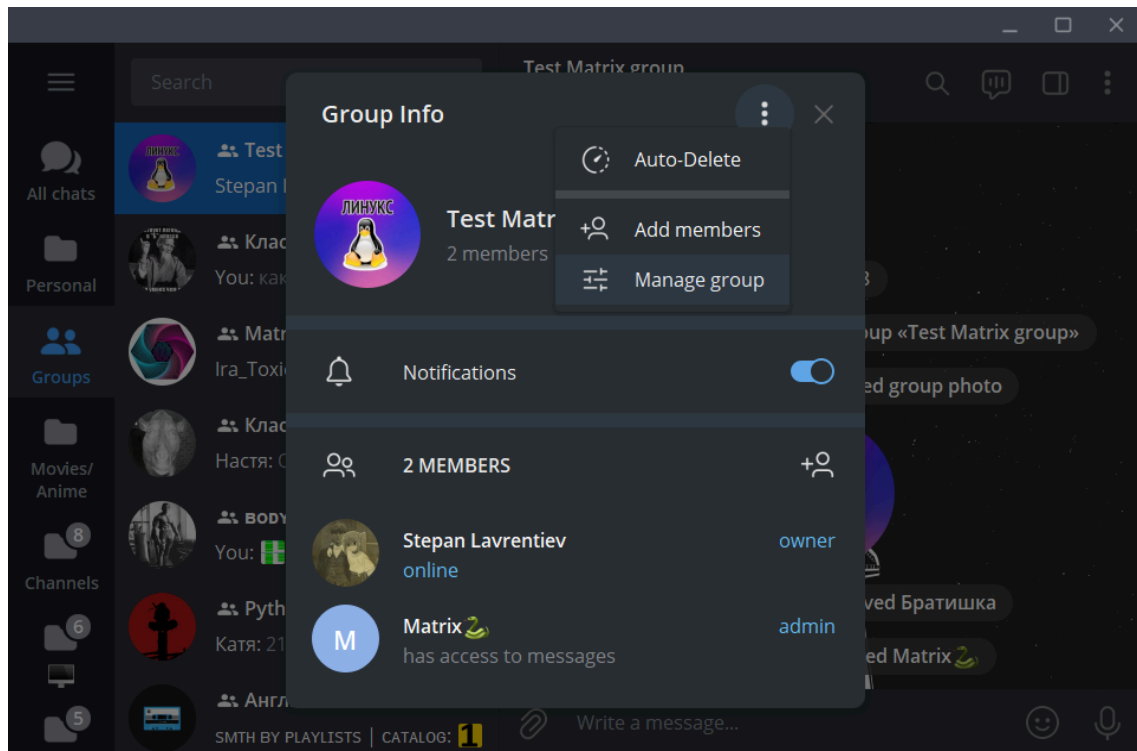 Test Matrix group
Search
Group Info
Auto-Delete
Add members
Manage group
ЛИНУКС
Test Matr
2 members
Notifications
2 MEMBERS
Stepan Lavrentiev
owner
online
M
Matrix🐍
admin
has access to messages
All chats
Personal
Groups
Movies/
Anime
8
Channels
6
5
ЛИНУКС
Test
Stepan
Клас
You: как
Matr
Ira_Toxi
Клас
Настя:
BODY
You:
Pyth
Катя: 21
Англ
SMTH BY PLAYLISTS | CATALOG: 1
up «Test Matrix group»
ed group photo
ved Братишка
ed Matrix🐍
Write a message...